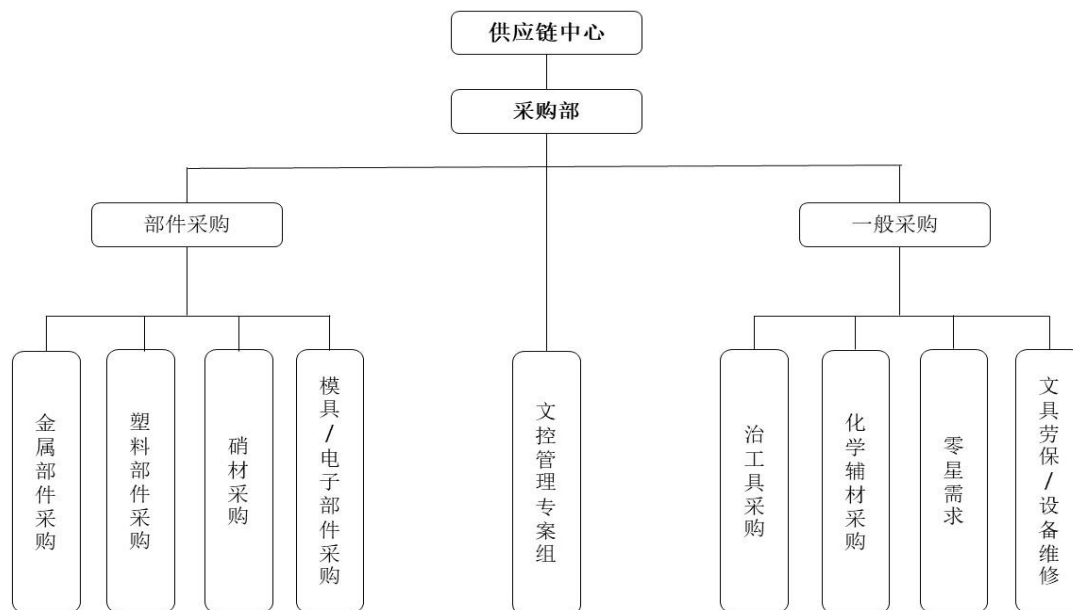 供应链中心
采购部
部件采购
一般采购
金属部件采购
塑料部件采购
硝材采购
模具/电子部件采购
文控管理专案组
治工具采购
化学辅材采购
零星需求
文具劳保/设备维修